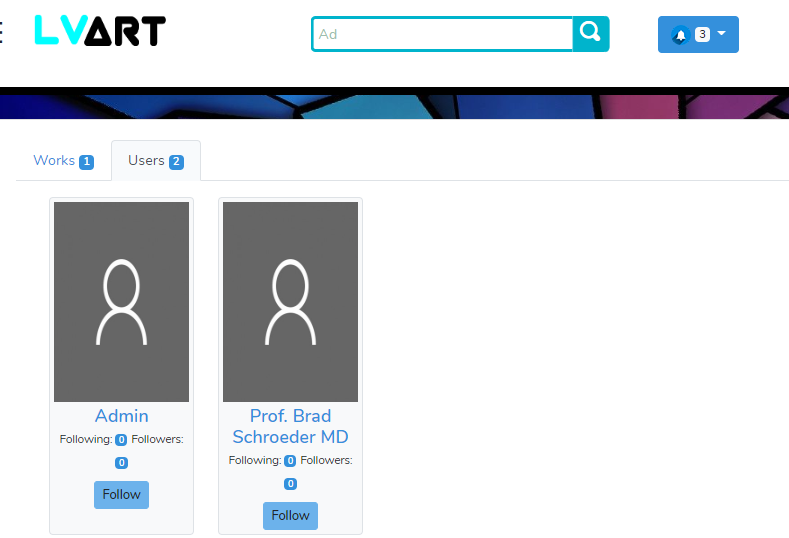 LVART
Ad
3
Works 1
Users 2
Admin
Following: 0 Followers:
0
Follow
Prof. Brad
Schroeder MD
Following: 0 Followers:
0
Follow